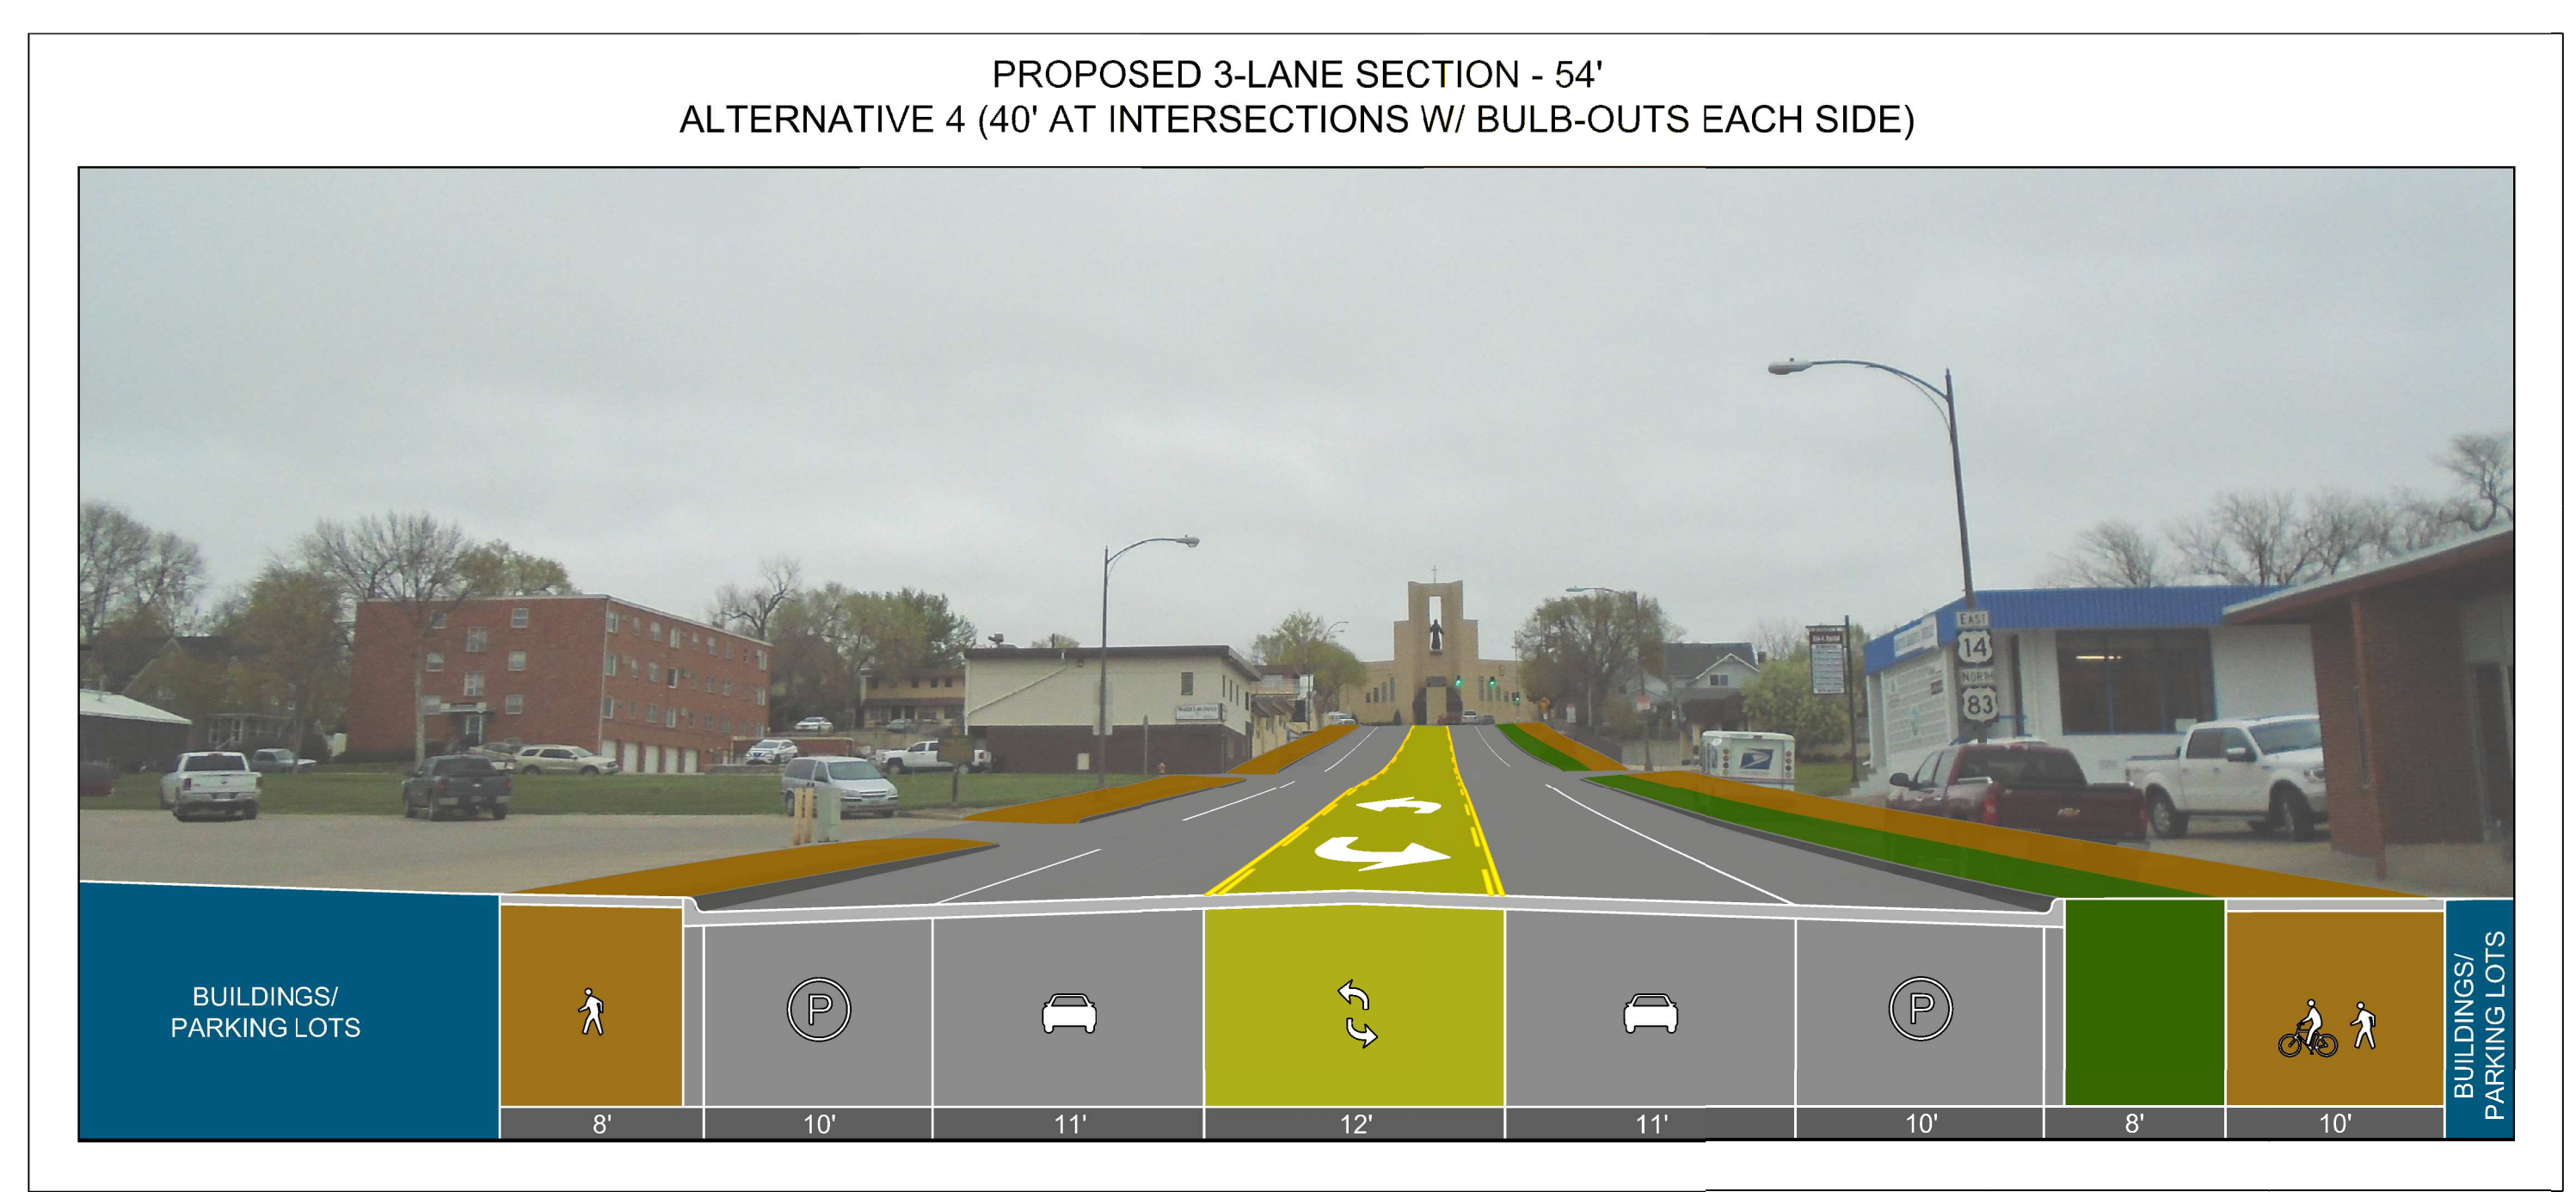 PROPOSED 3-LANE SECTION - 54'
ALTERNATIVE 4 (40' AT INTERSECTIONS W/ BULB-OUTS EACH SIDE)
EAST
14
NORTH
83
BUILDINGS/
PARKING LOTS
P
P
BUILDINGS/
PARKING LOTS
8'
10'
11'
12'
11'
10'
8'
10'